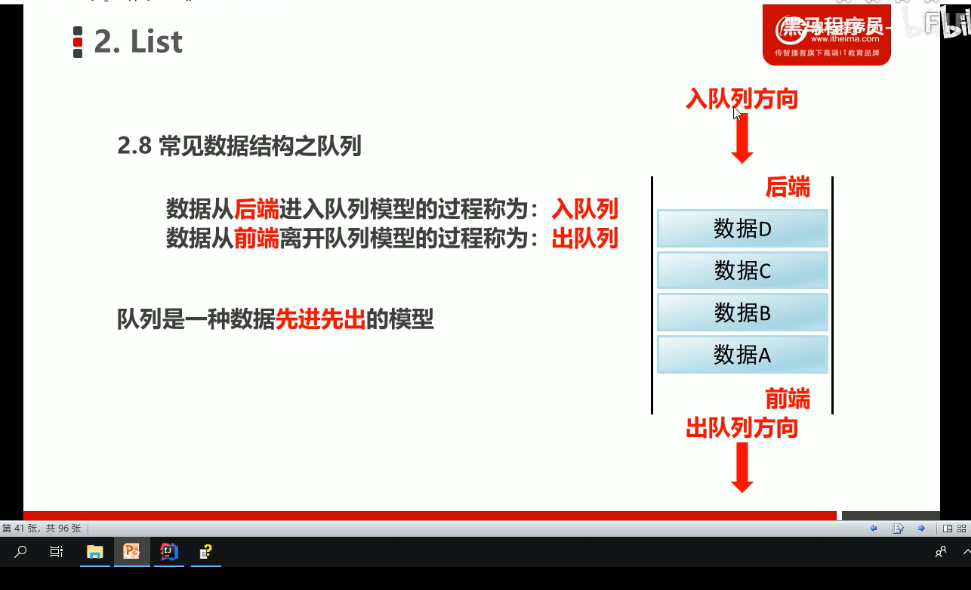 2. List
黑马程序员
www.itheima.com
传智播客旗下高端IT教育品牌
入队列方向
2.8 常见数据结构之队列
后端
数据从后端进入队列模型的过程称为：入队列
数据从前端离开队列模型的过程称为：出队列
数据D
数据C
数据B
数据A
队列是一种数据先进先出的模型
前端
出队列方向
第 41 张，共 96 张